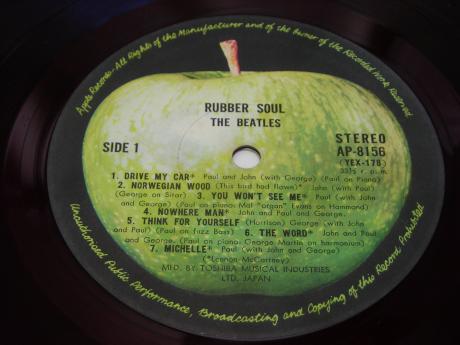 Apple Records-All Rights of the Manufacturer and of the Owner of the Recorded Work Reserved
RUBBER SOUL
THE BEATLES
SIDE 1
STEREO
AP-8156
(YEX-178)
33⅓ r. p. m.
1. DRIVE MY CAR* Paul and John (with George) (Paul on Piano)
2. NORWEGIAN WOOD (This bird had flown)* John (with Paul)
(George on Sitar) 3. YOU WON'T SEE ME* Paul (with John
and George) (Paul on piano: Mal "organ" Evans on Hammond)
4. NOWHERE MAN* John and Paul and George.
5. THINK FOR YOURSELF (Harrison) George (with John
and Paul) (Paul on fuzz Bass) 6. THE WORD* John and Paul
and George. (Paul on piano: George Martin on harmonium)
7. MICHELLE* Paul (with John and George)
(*Lennon-McCartney)
MFD. BY TOSHIBA MUSICAL INDUSTRIES
LTD. JAPAN
Unauthorised Public Performance, Broadcasting and Copying of this Record Prohibited